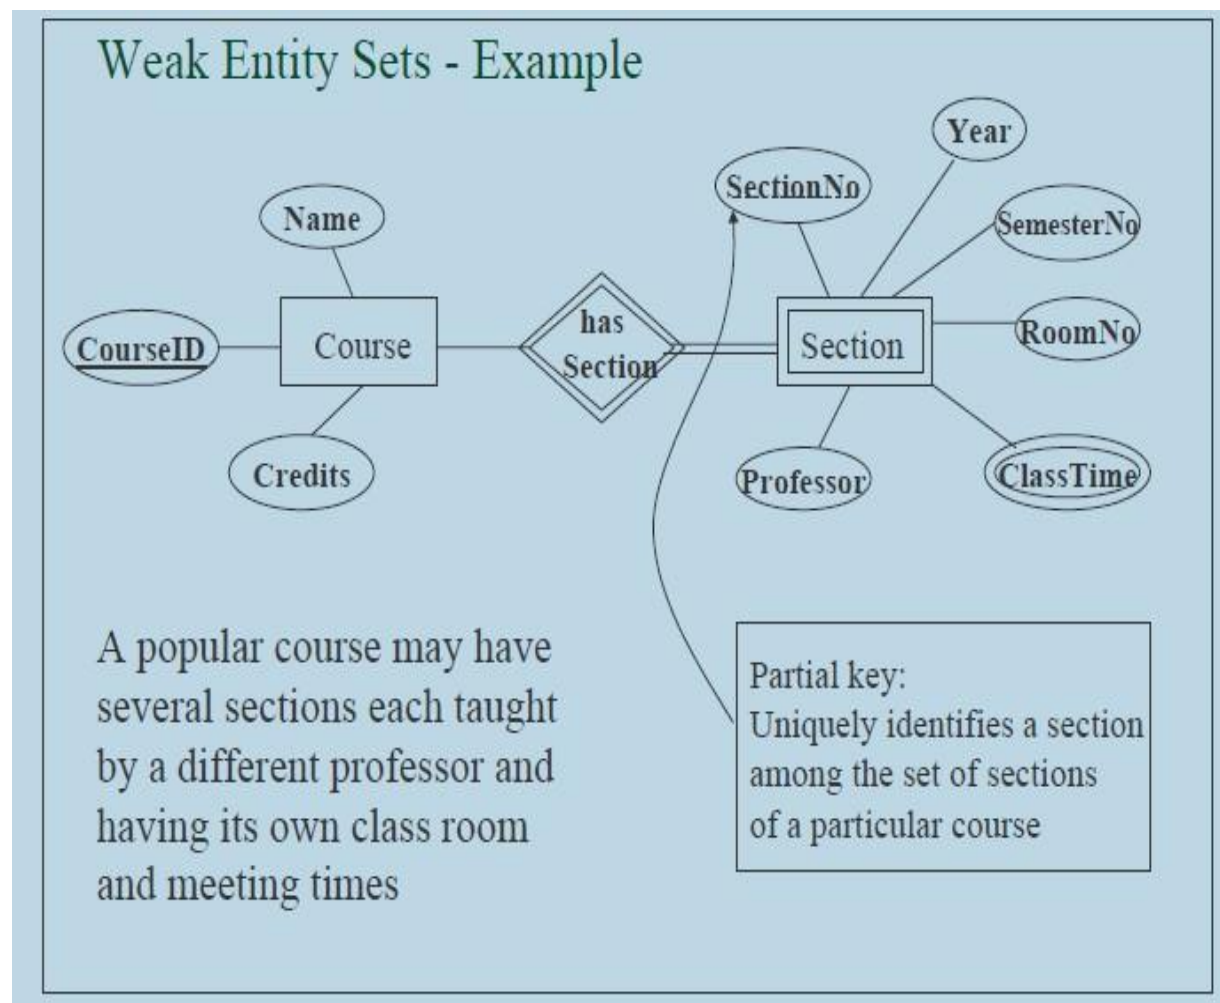 Weak Entity Sets - Example
Year
SectionNo
Name
SemesterNo
has
Section
CourseID
Course
Section
RoomNo
Credits
Professor
ClassTime
A popular course may have
several sections each taught
by a different professor and
having its own class room
and meeting times
Partial key:
Uniquely identifies a section
among the set of sections
of a particular course